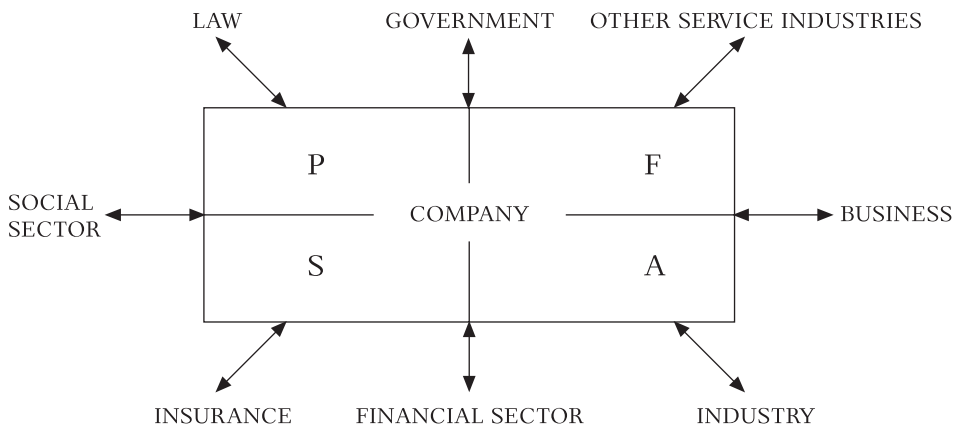 LAW
GOVERNMENT
OTHER SERVICE INDUSTRIES
P
F
SOCIAL
SECTOR
COMPANY
BUSINESS
S
A
INSURANCE
FINANCIAL SECTOR
INDUSTRY